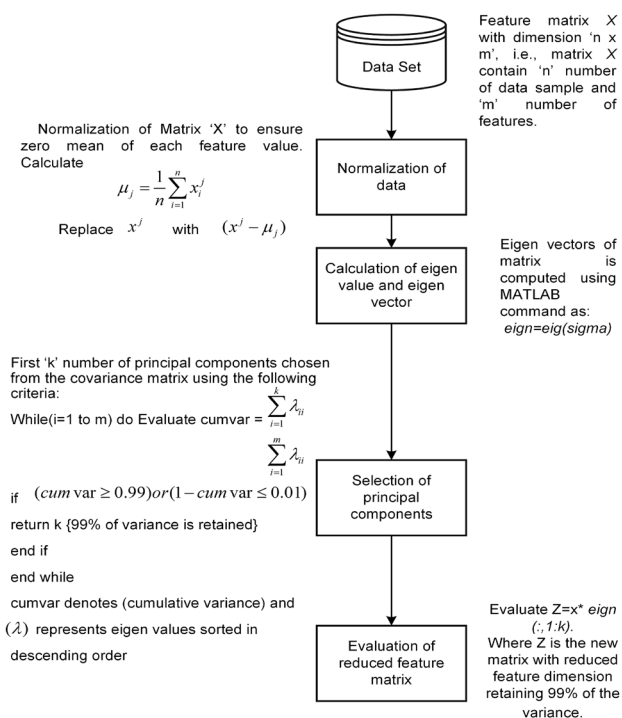 Feature matrix X
with dimension ‘n x
m’, i.e., matrix X
contain ‘n’ number
of data sample and
‘m’ number of
features.
Data Set
Normalization of Matrix ‘X’ to ensure
zero mean of each feature value.
Calculate
μ_j = 1/n ∑_{i=1}^{n} x_i^j
Replace x^j with (x^j − μ_j)
Normalization of
data
Calculation of eigen
value and eigen
vector
Eigen vectors of
matrix is
computed using
MATLAB
command as:
eign=eig(sigma)
First ‘k’ number of principal components chosen
from the covariance matrix using the following
criteria:
While(i=1 to m) do Evaluate cumvar = ∑_{i=1}^{k} λ_{ii}
∑_{i=1}^{m} λ_{ii}
if (cum var ≥ 0.99)or(1− cum var ≤ 0.01)
return k {99% of variance is retained}
end if
end while
cumvar denotes (cumulative variance) and
(λ) represents eigen values sorted in
descending order
Selection of
principal
components
Evaluation of
reduced feature
matrix
Evaluate Z=x* eign
(:,1:k).
Where Z is the new
matrix with reduced
feature dimension
retaining 99% of the
variance.